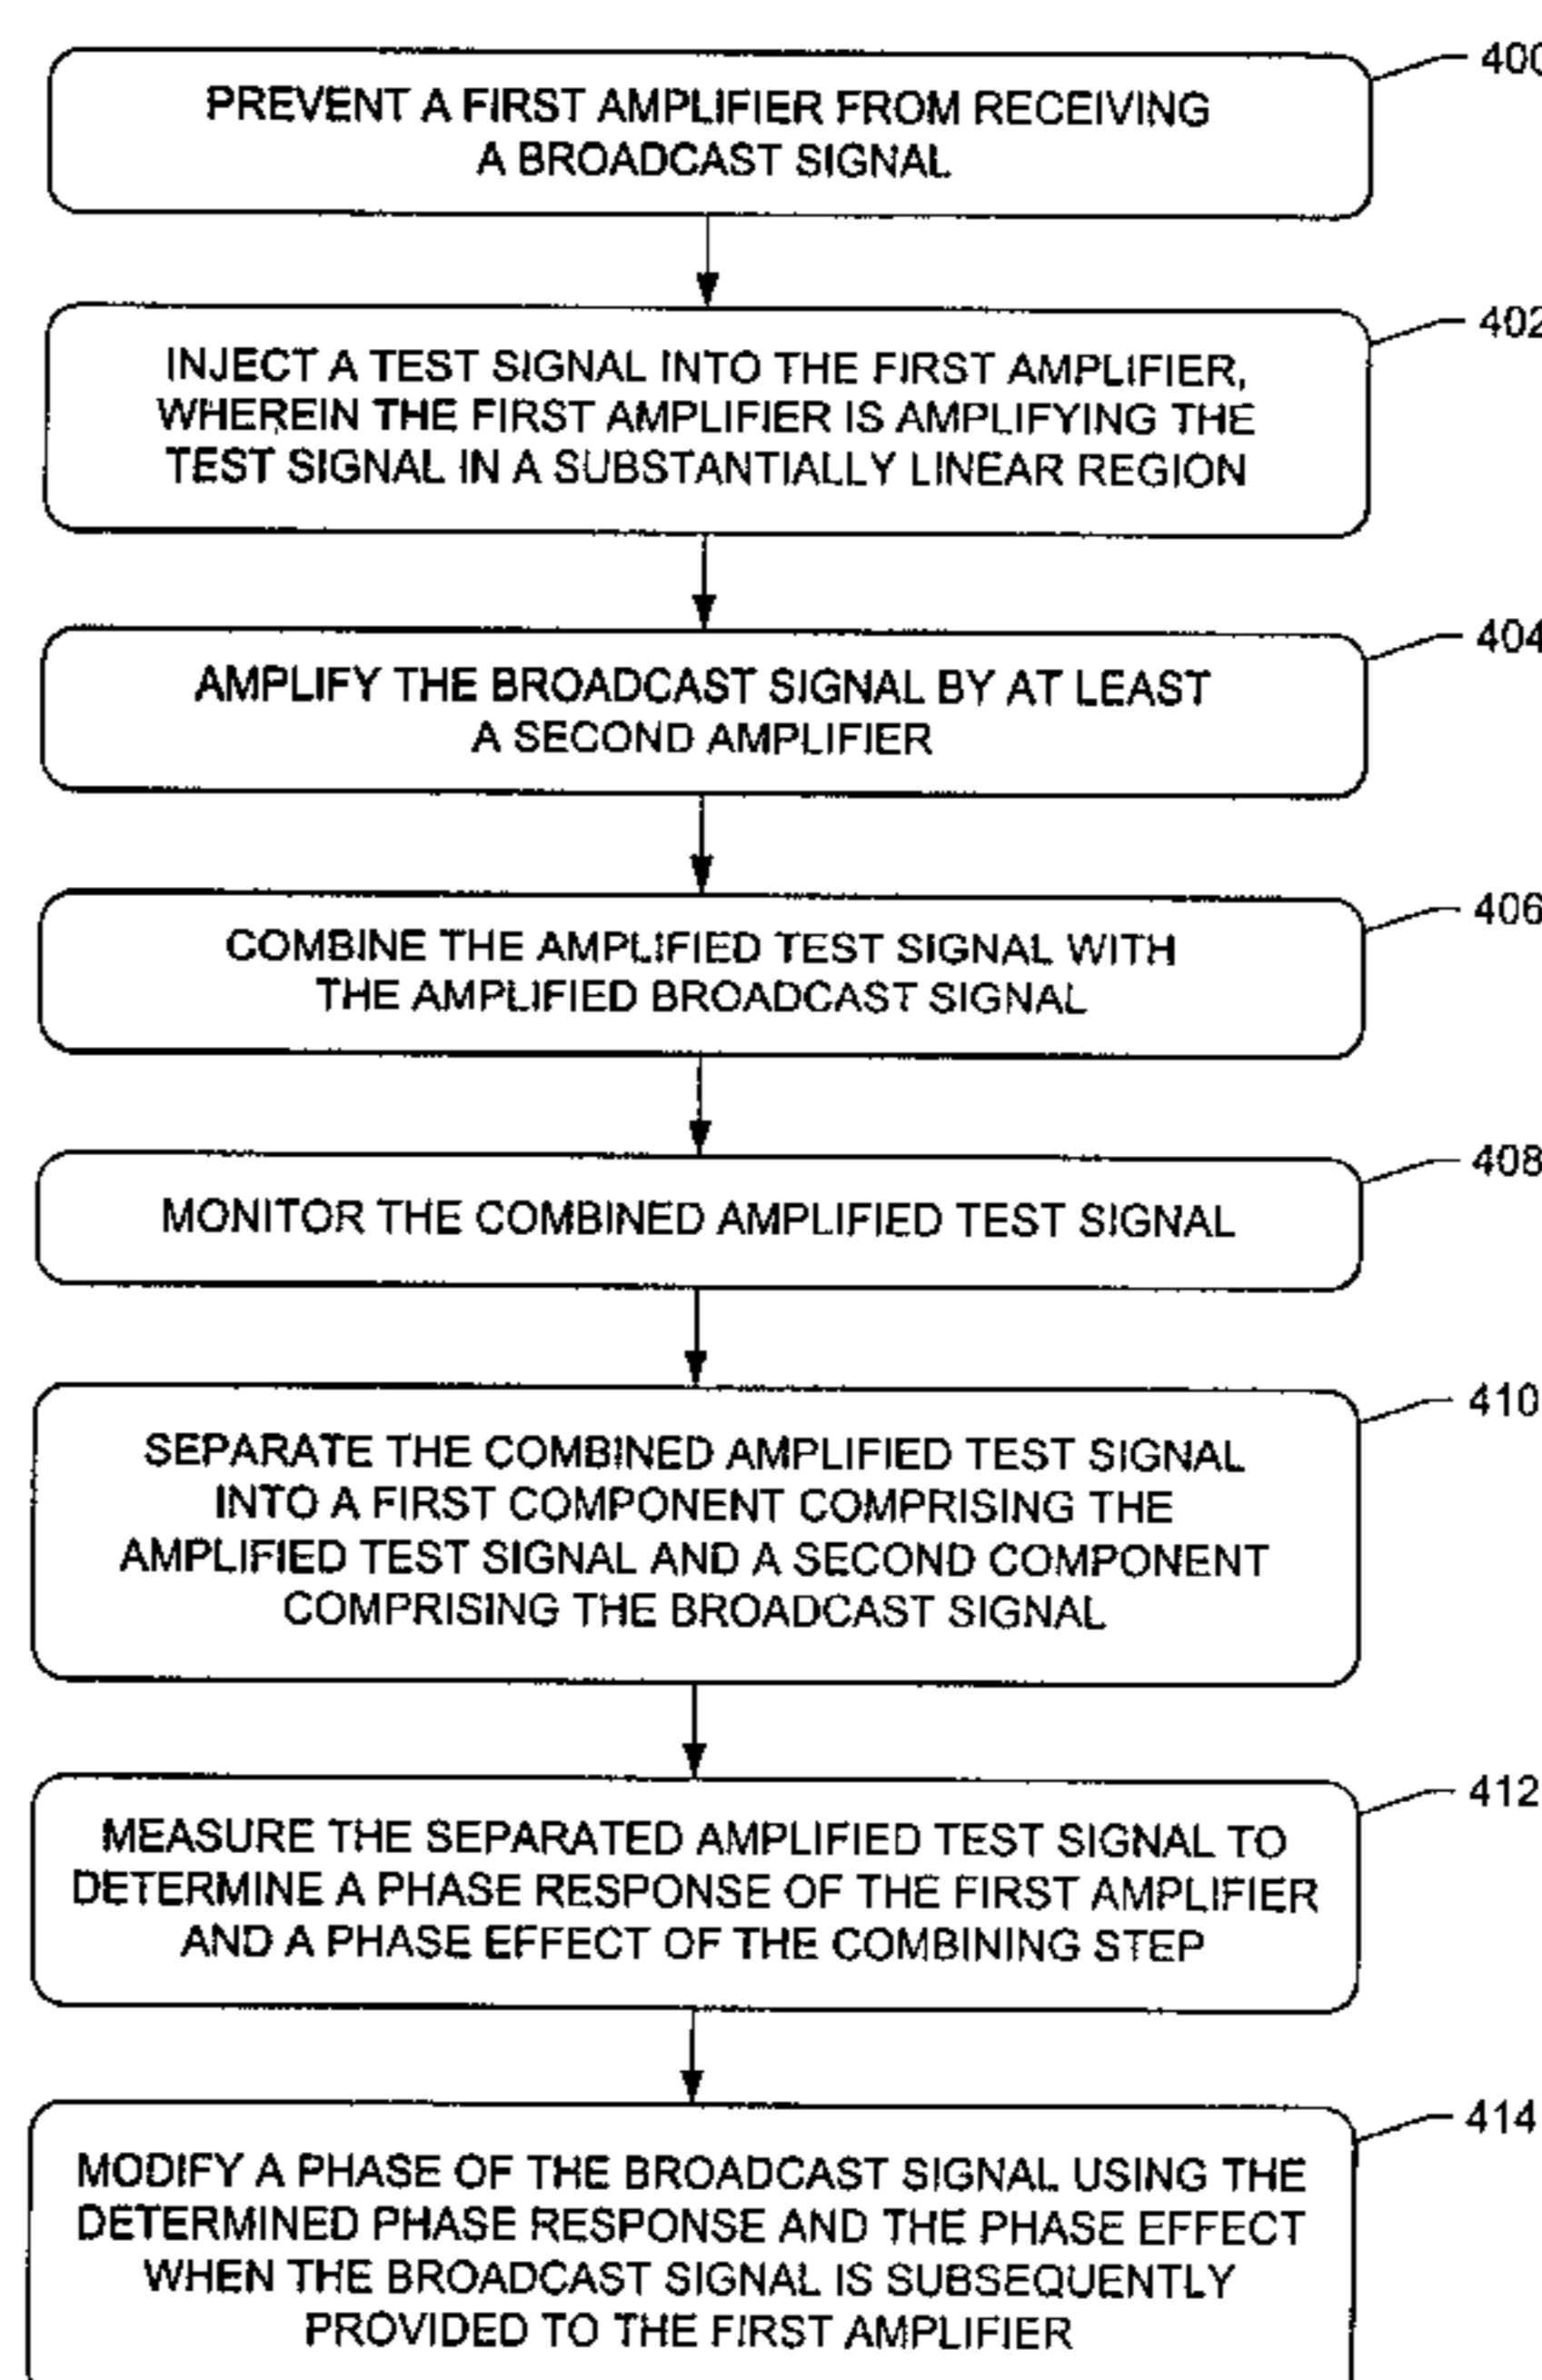 400
PREVENT A FIRST AMPLIFIER FROM RECEIVING
A BROADCAST SIGNAL
402
INJECT A TEST SIGNAL INTO THE FIRST AMPLIFIER,
WHEREIN THE FIRST AMPLIFIER IS AMPLIFYING THE
TEST SIGNAL IN A SUBSTANTIALLY LINEAR REGION
404
AMPLIFY THE BROADCAST SIGNAL BY AT LEAST
A SECOND AMPLIFIER
406
COMBINE THE AMPLIFIED TEST SIGNAL WITH
THE AMPLIFIED BROADCAST SIGNAL
408
MONITOR THE COMBINED AMPLIFIED TEST SIGNAL
410
SEPARATE THE COMBINED AMPLIFIED TEST SIGNAL
INTO A FIRST COMPONENT COMPRISING THE
AMPLIFIED TEST SIGNAL AND A SECOND COMPONENT
COMPRISING THE BROADCAST SIGNAL
412
MEASURE THE SEPARATED AMPLIFIED TEST SIGNAL TO
DETERMINE A PHASE RESPONSE OF THE FIRST AMPLIFIER
AND A PHASE EFFECT OF THE COMBINING STEP
414
MODIFY A PHASE OF THE BROADCAST SIGNAL USING THE
DETERMINED PHASE RESPONSE AND THE PHASE EFFECT
WHEN THE BROADCAST SIGNAL IS SUBSEQUENTLY
PROVIDED TO THE FIRST AMPLIFIER